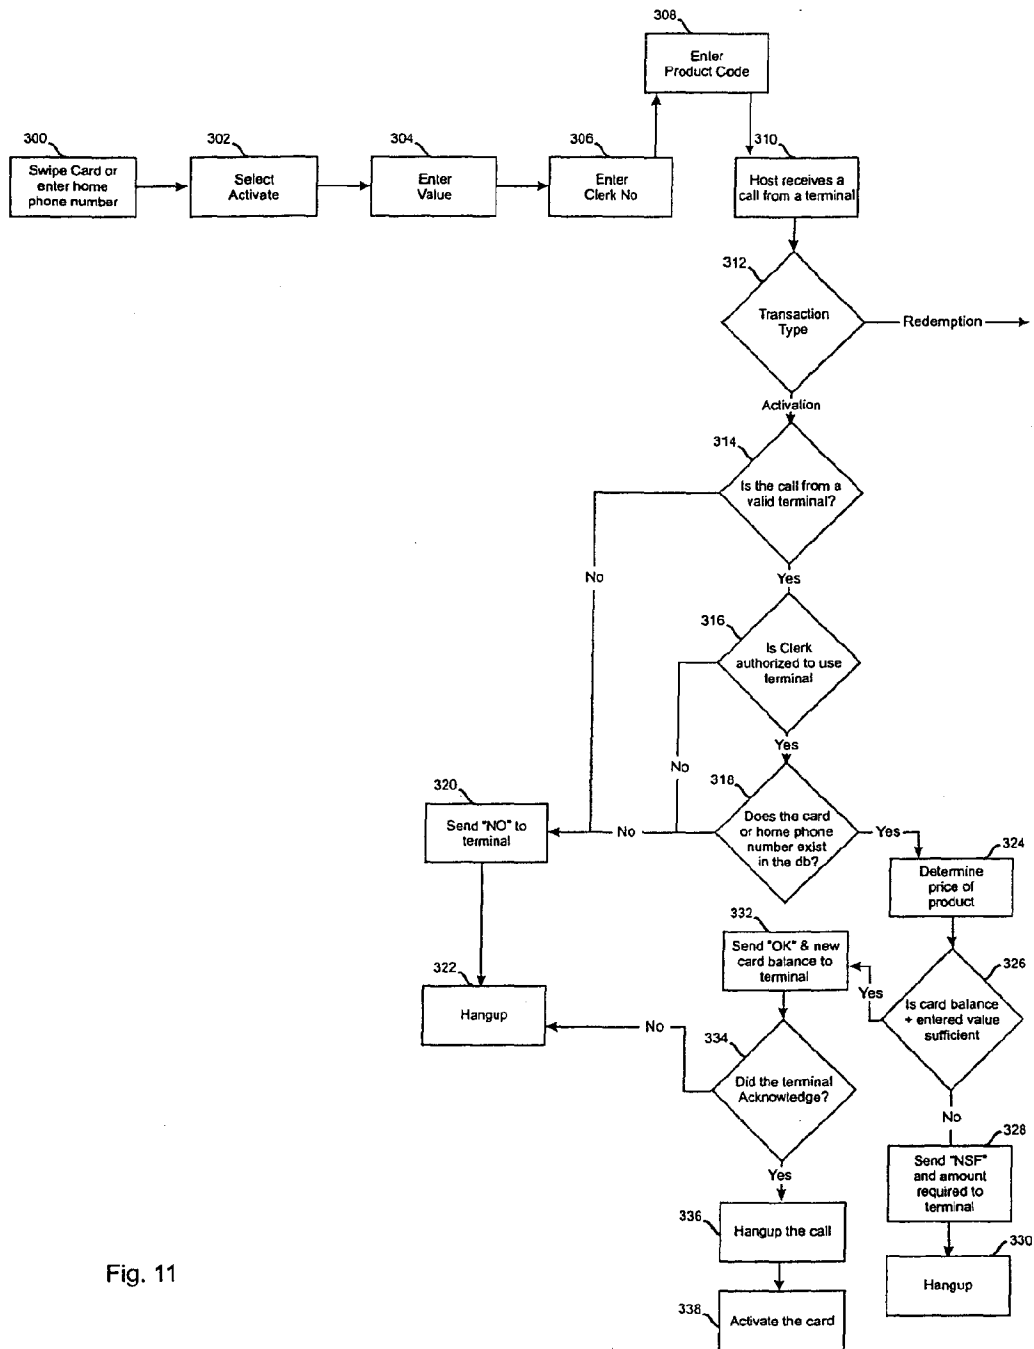 308
Enter
Product Code
300
Swipe Card or
enter home
phone number
302
Select
Activate
304
Enter
Value
306
Enter
Clerk No
310
Host receives a
call from a terminal
312
Transaction
Type
Redemption
Activation
314
Is the call from a
valid terminal?
No
Yes
316
Is Clerk
authorized to use
terminal
No
Yes
318
Does the card
or home phone
number exist
in the db?
No
Yes
320
Send "NO" to
terminal
322
Hangup
324
Determine
price of
product
326
Is card balance
+ entered value
sufficient
Yes
No
332
Send "OK" & new
card balance to
terminal
334
Did the terminal
Acknowledge?
No
Yes
328
Send "NSF"
and amount
required to
terminal
330
Hangup
336
Hangup the call
338
Activate the card
Fig. 11